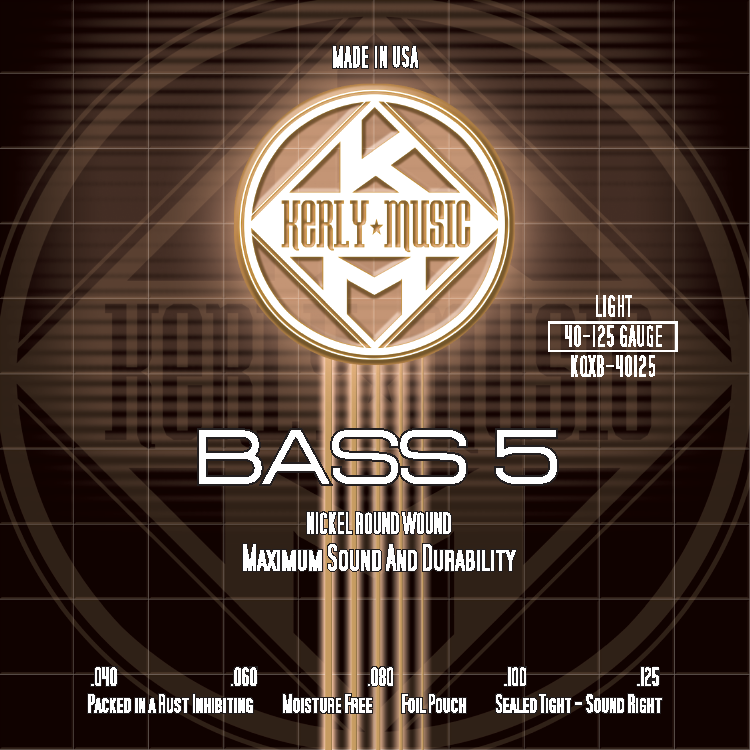 MADE IN USA
K
KERLY★MUSIC
M
LIGHT
40-125 GAUGE
KQXB-40125
BASS 5
NICKEL ROUND WOUND
MAXIMUM SOUND AND DURABILITY
.040 .060 .080 .100 .125
PACKED IN A RUST INHIBITING MOISTURE FREE FOIL POUCH SEALED TIGHT - SOUND RIGHT